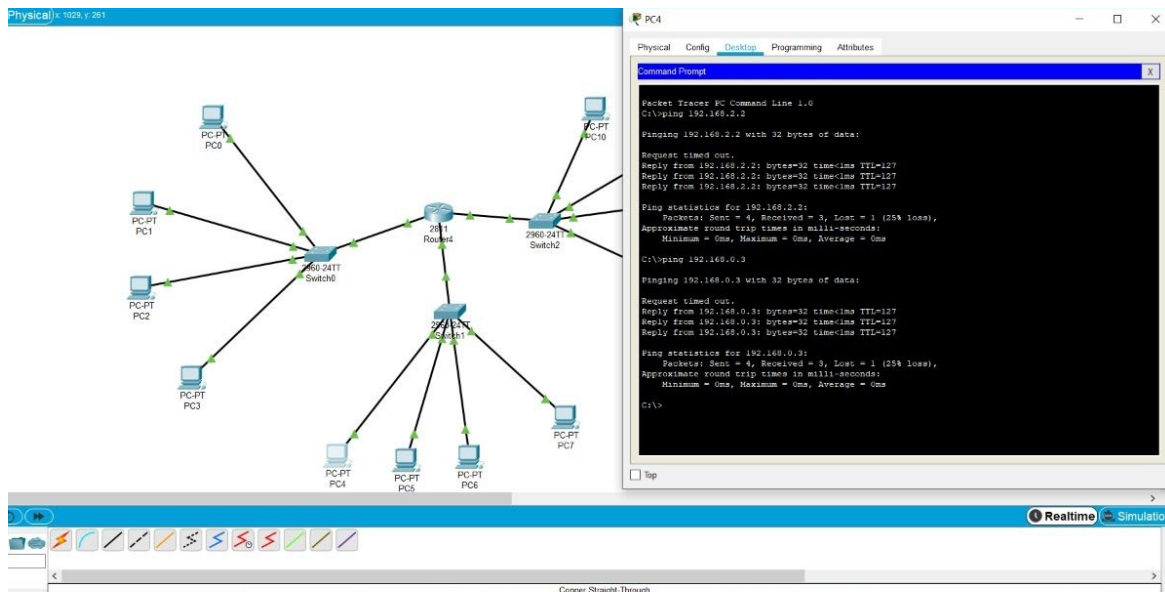 Physical x: 1029, y: 261
PC-PT
PC0
PC-PT
PC1
PC-PT
PC2
PC-PT
PC3
2960-24TT
Switch0
2811
Router4
2960-24TT
Switch1
2960-24TT
Switch2
PC-PT
PC10
PC-PT
PC4
PC-PT
PC5
PC-PT
PC6
PC-PT
PC7
PC4
Physical Config Desktop Programming Attributes
Command Prompt X
Packet Tracer PC Command Line 1.0
C:\>ping 192.168.2.2
Pinging 192.168.2.2 with 32 bytes of data:
Request timed out.
Reply from 192.168.2.2: bytes=32 time<1ms TTL=127
Reply from 192.168.2.2: bytes=32 time<1ms TTL=127
Reply from 192.168.2.2: bytes=32 time<1ms TTL=127
Ping statistics for 192.168.2.2:
Packets: Sent = 4, Received = 3, Lost = 1 (25% loss),
Approximate round trip times in milli-seconds:
Minimum = 0ms, Maximum = 0ms, Average = 0ms
C:\>ping 192.168.0.3
Pinging 192.168.0.3 with 32 bytes of data:
Request timed out.
Reply from 192.168.0.3: bytes=32 time<1ms TTL=127
Reply from 192.168.0.3: bytes=32 time<1ms TTL=127
Reply from 192.168.0.3: bytes=32 time<1ms TTL=127
Ping statistics for 192.168.0.3:
Packets: Sent = 4, Received = 3, Lost = 1 (25% loss),
Approximate round trip times in milli-seconds:
Minimum = 0ms, Maximum = 0ms, Average = 0ms
C:\>
Top
Realtime Simulatio
Copper Straight-Through